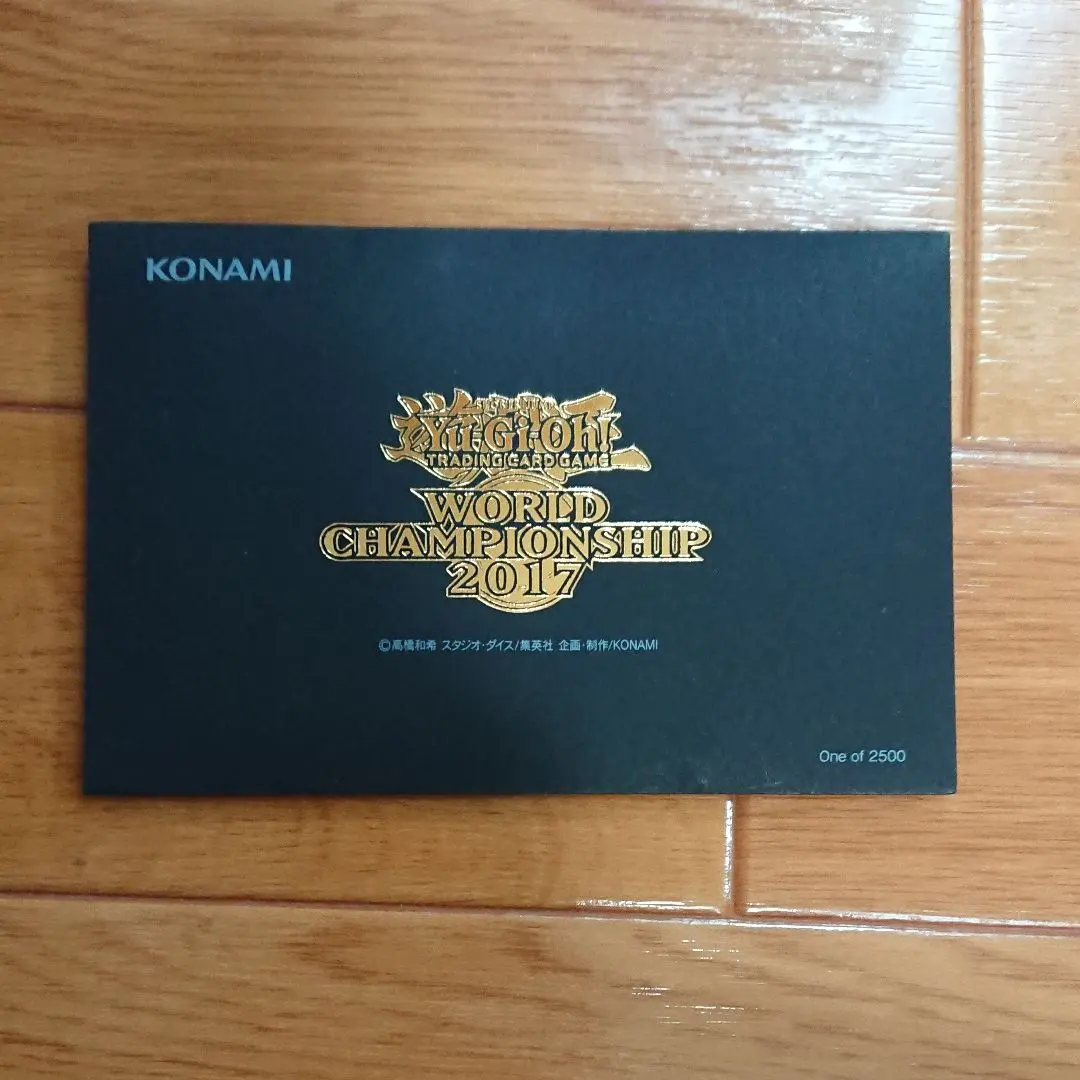 KONAMI
Yu-Gi-Oh!
TRADING CARD GAME
WORLD
CHAMPIONSHIP
2017
©高橋和希 スタジオ・ダイス/集英社 企画・制作/KONAMI
One of 2500